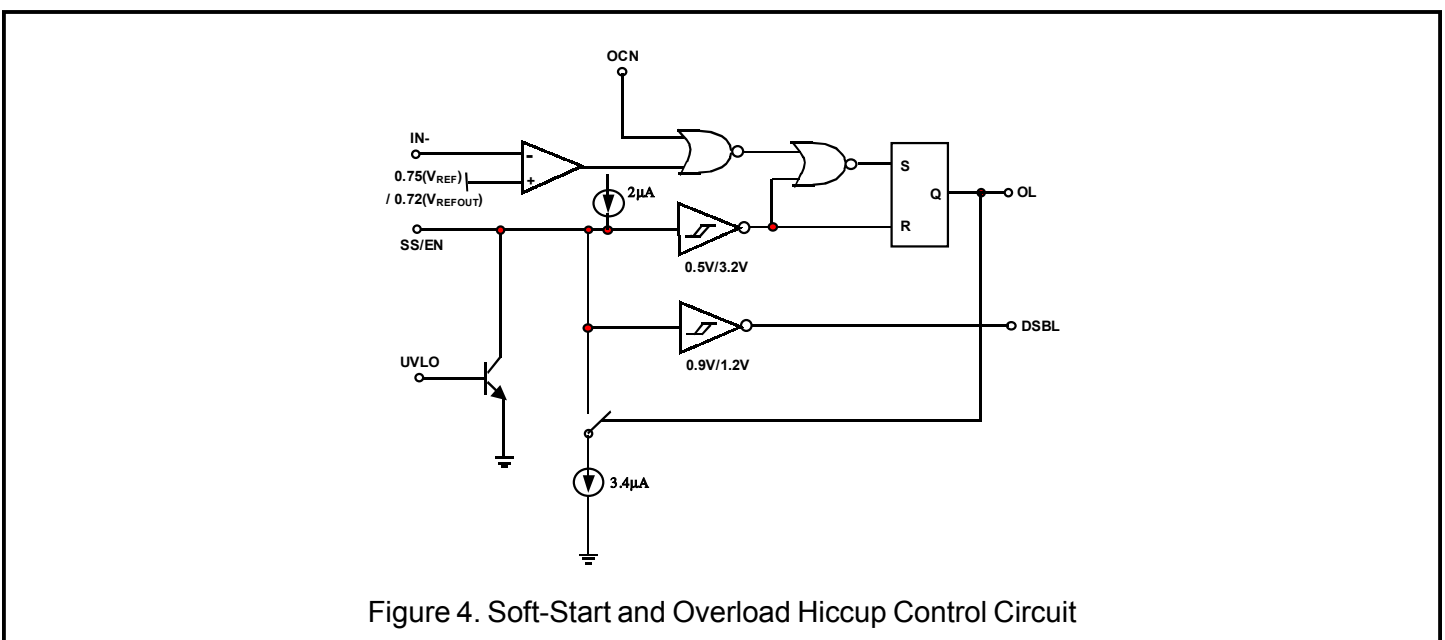 OCN
IN-
-
0.75(VREF)
+
/ 0.72(VREFOUT)
2µA
S
Q
OL
R
SS/EN
0.5V/3.2V
DSBL
0.9V/1.2V
UVLO
3.4µA
Figure 4. Soft-Start and Overload Hiccup Control Circuit